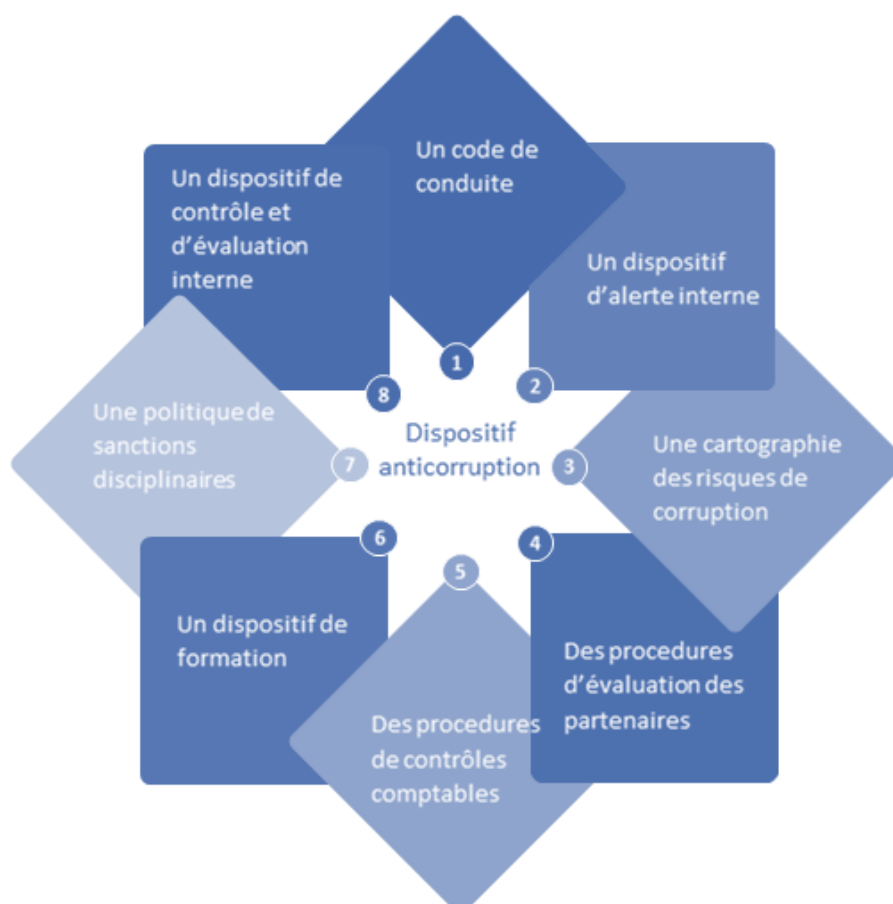 Un code de
conduite
1
Un dispositif
d'alerte interne
2
Une cartographie
des risques de
corruption
3
Des procédures
d'évaluation des
partenaires
4
Des procedures
de contrôles
comptables
5
Un dispositif de
formation
6
Une politique de
sanctions
disciplinaires
7
Un dispositif de
contrôle et
d'évaluation
interne
8
Dispositif
anticorruption